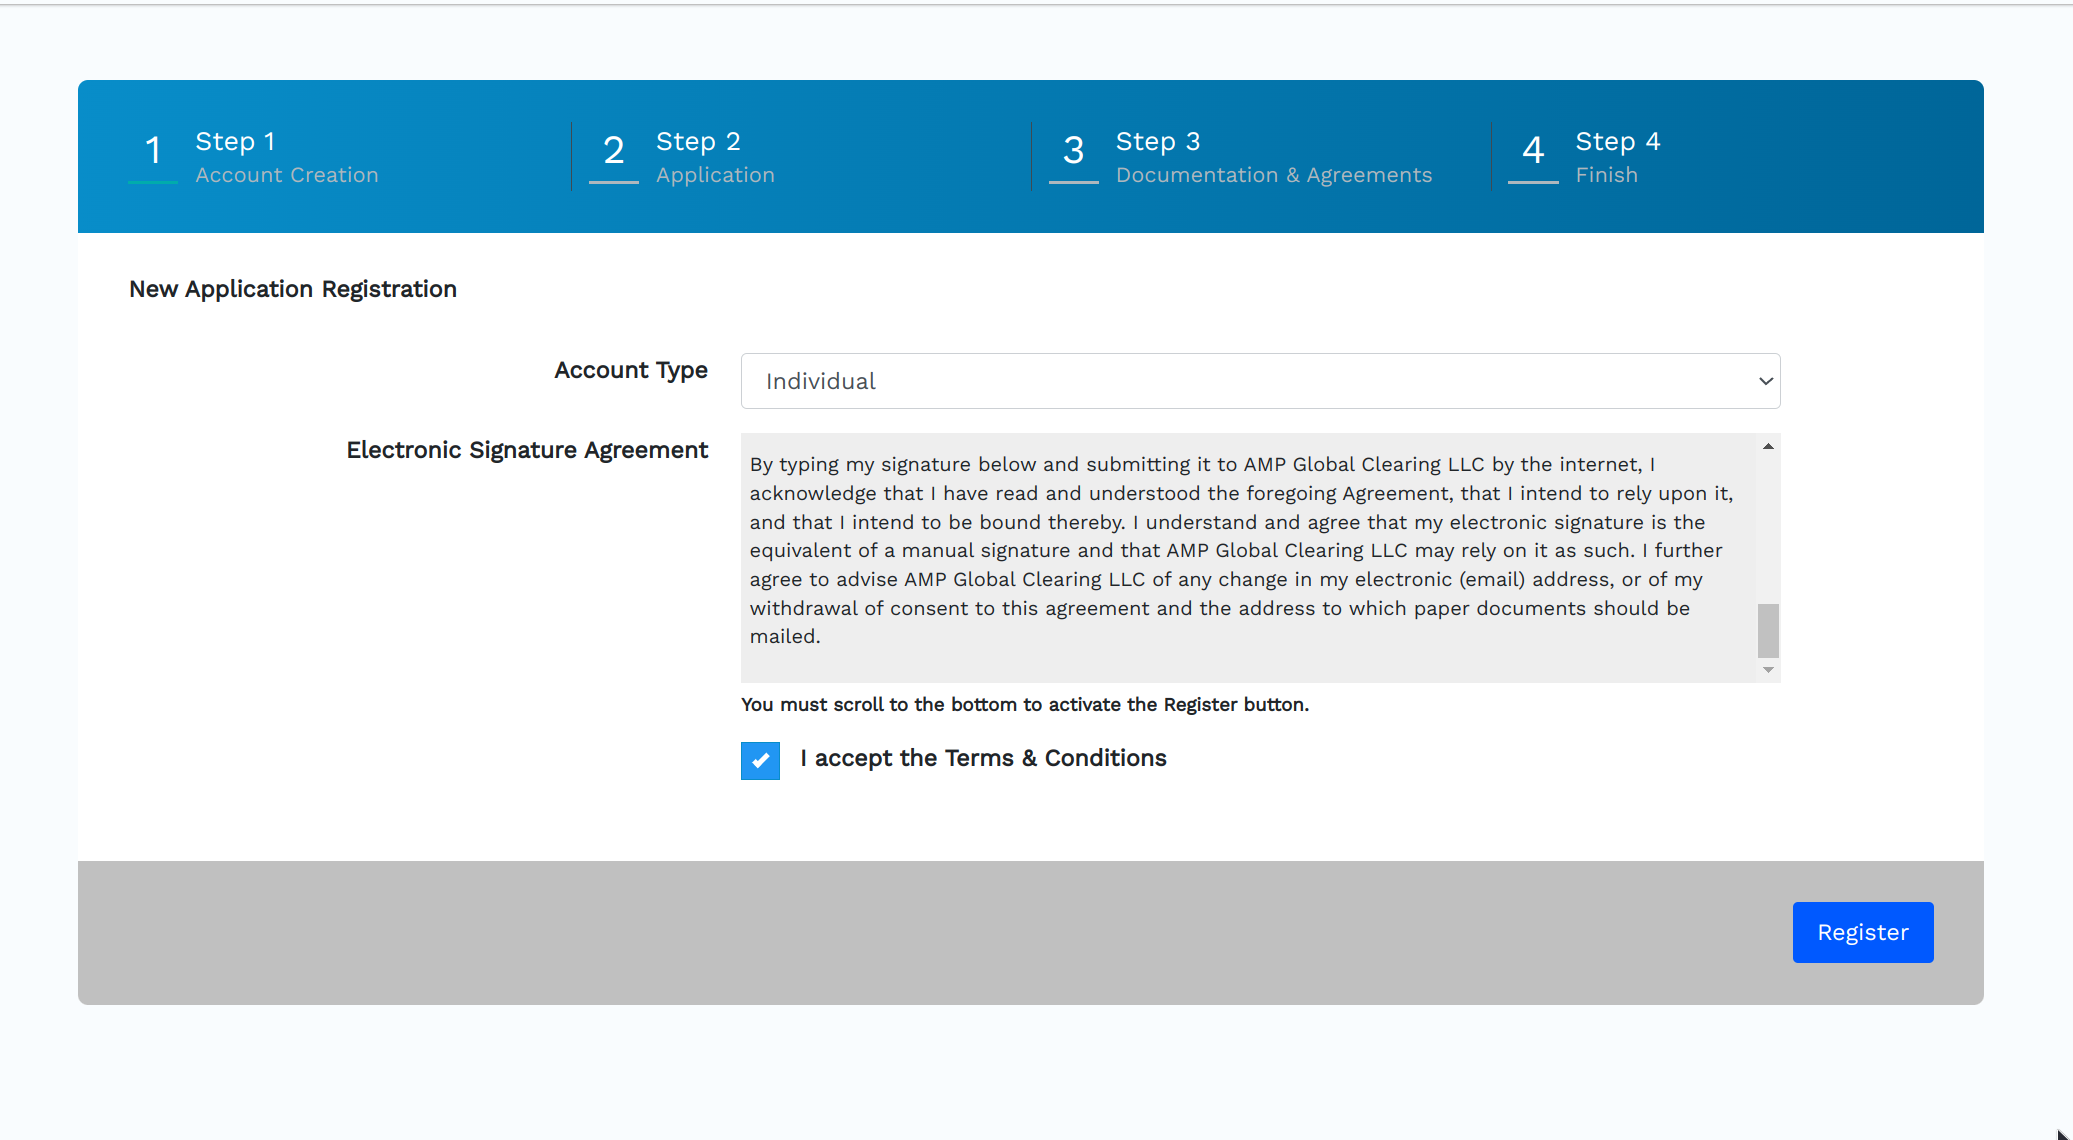 1
Step 1
Account Creation
2
Step 2
Application
3
Step 3
Documentation & Agreements
4
Step 4
Finish
New Application Registration
Account Type
Individual
Electronic Signature Agreement
By typing my signature below and submitting it to AMP Global Clearing LLC by the internet, I
acknowledge that I have read and understood the foregoing Agreement, that I intend to rely upon it,
and that I intend to be bound thereby. I understand and agree that my electronic signature is the
equivalent of a manual signature and that AMP Global Clearing LLC may rely on it as such. I further
agree to advise AMP Global Clearing LLC of any change in my electronic (email) address, or of my
withdrawal of consent to this agreement and the address to which paper documents should be
mailed.
You must scroll to the bottom to activate the Register button.
I accept the Terms & Conditions
Register